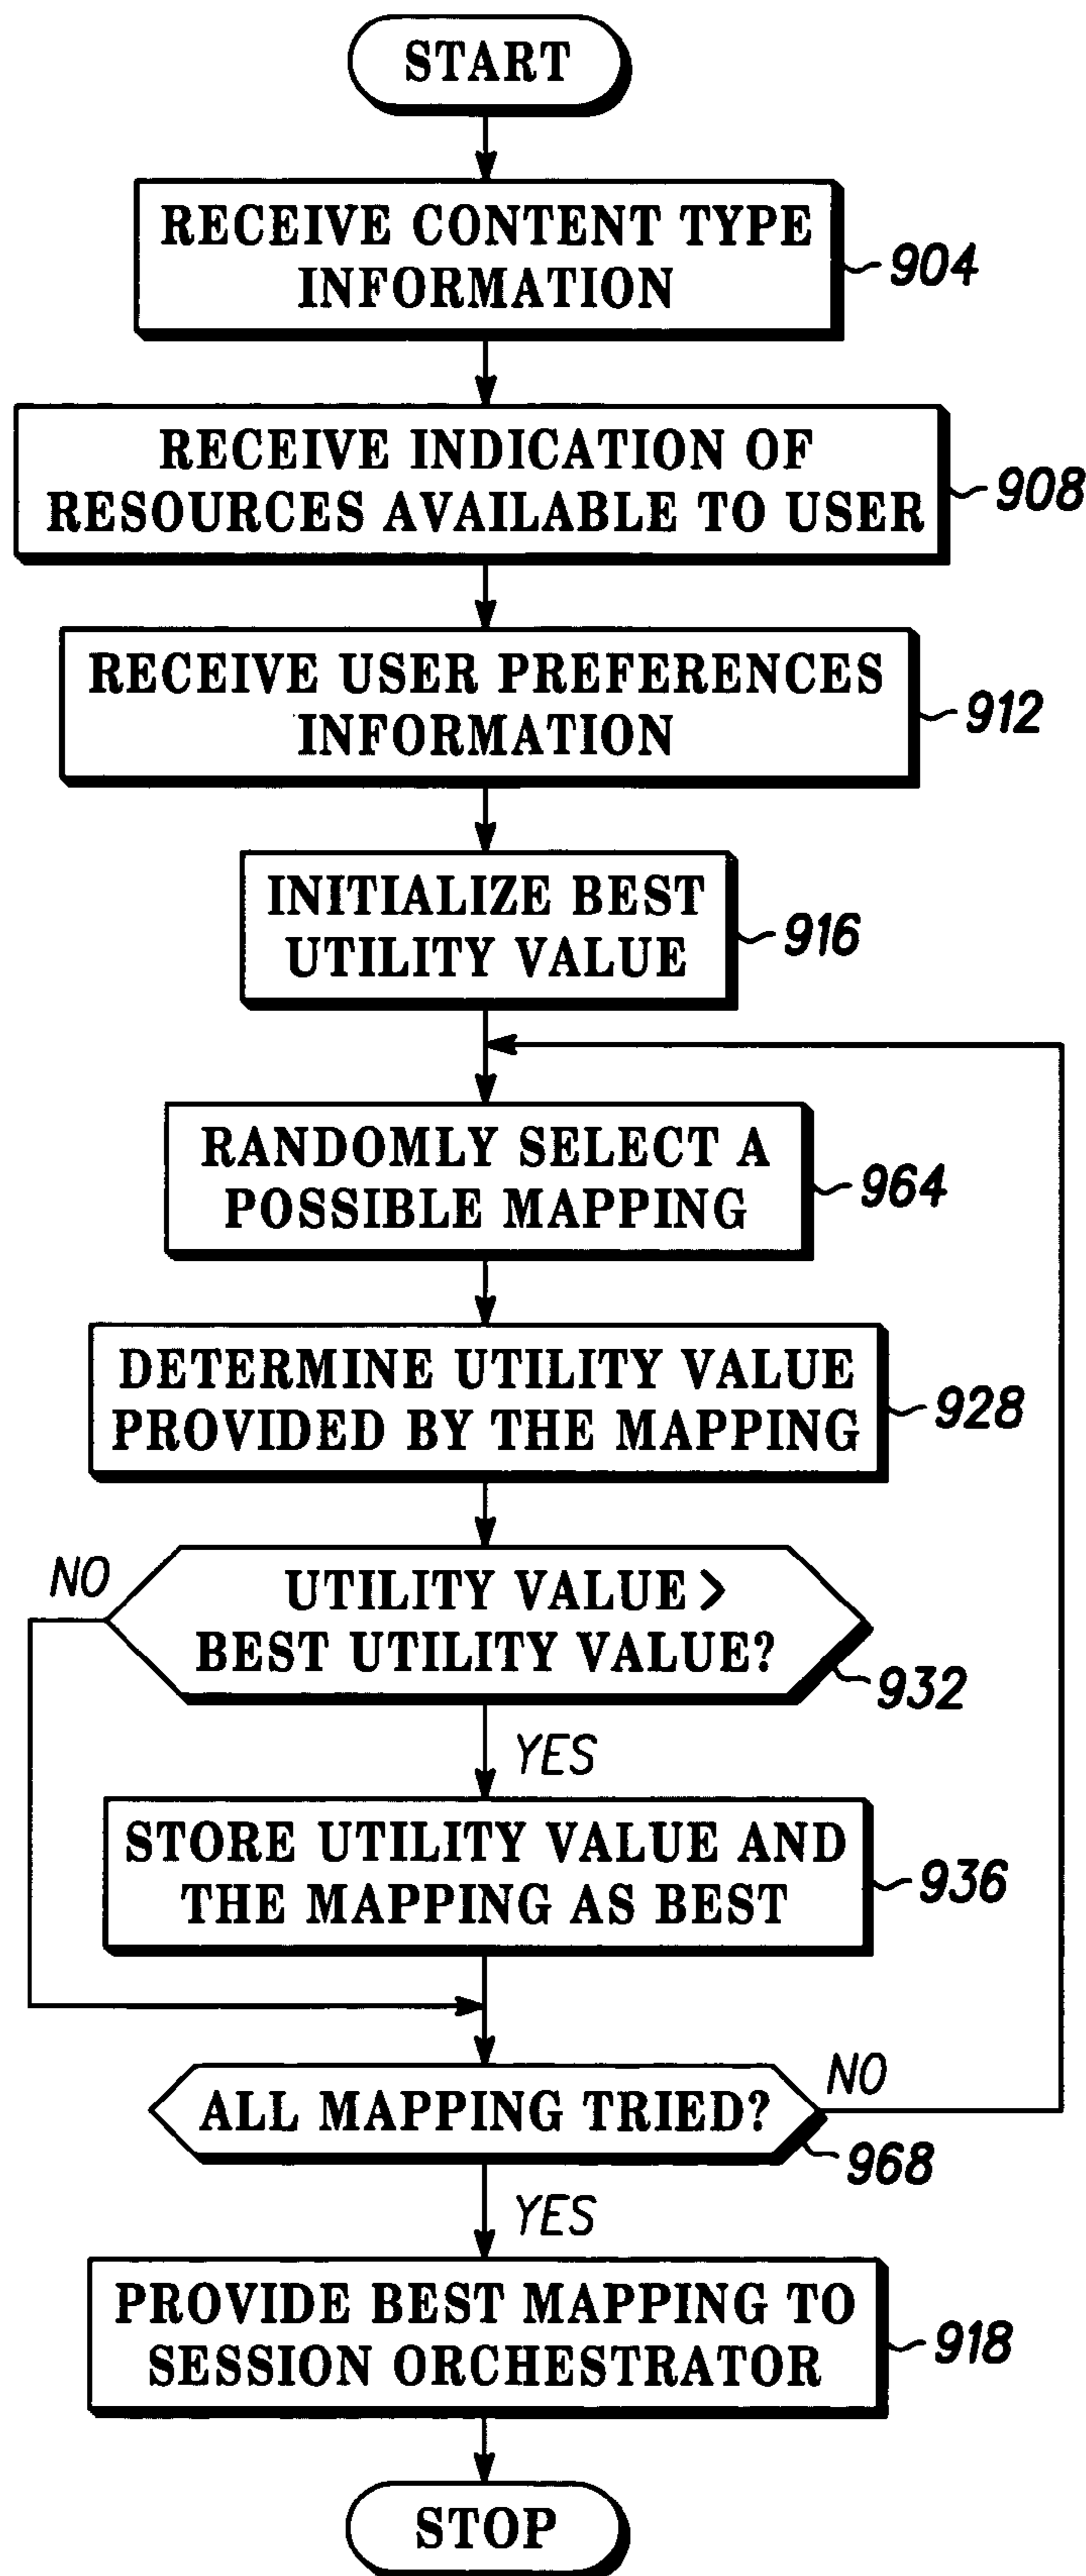 START
RECEIVE CONTENT TYPE
INFORMATION
904
RECEIVE INDICATION OF
RESOURCES AVAILABLE TO USER
908
RECEIVE USER PREFERENCES
INFORMATION
912
INITIALIZE BEST
UTILITY VALUE
916
RANDOMLY SELECT A
POSSIBLE MAPPING
964
DETERMINE UTILITY VALUE
PROVIDED BY THE MAPPING
928
NO
UTILITY VALUE >
BEST UTILITY VALUE?
932
YES
STORE UTILITY VALUE AND
THE MAPPING AS BEST
936
NO
ALL MAPPING TRIED?
968
YES
PROVIDE BEST MAPPING TO
SESSION ORCHESTRATOR
918
STOP